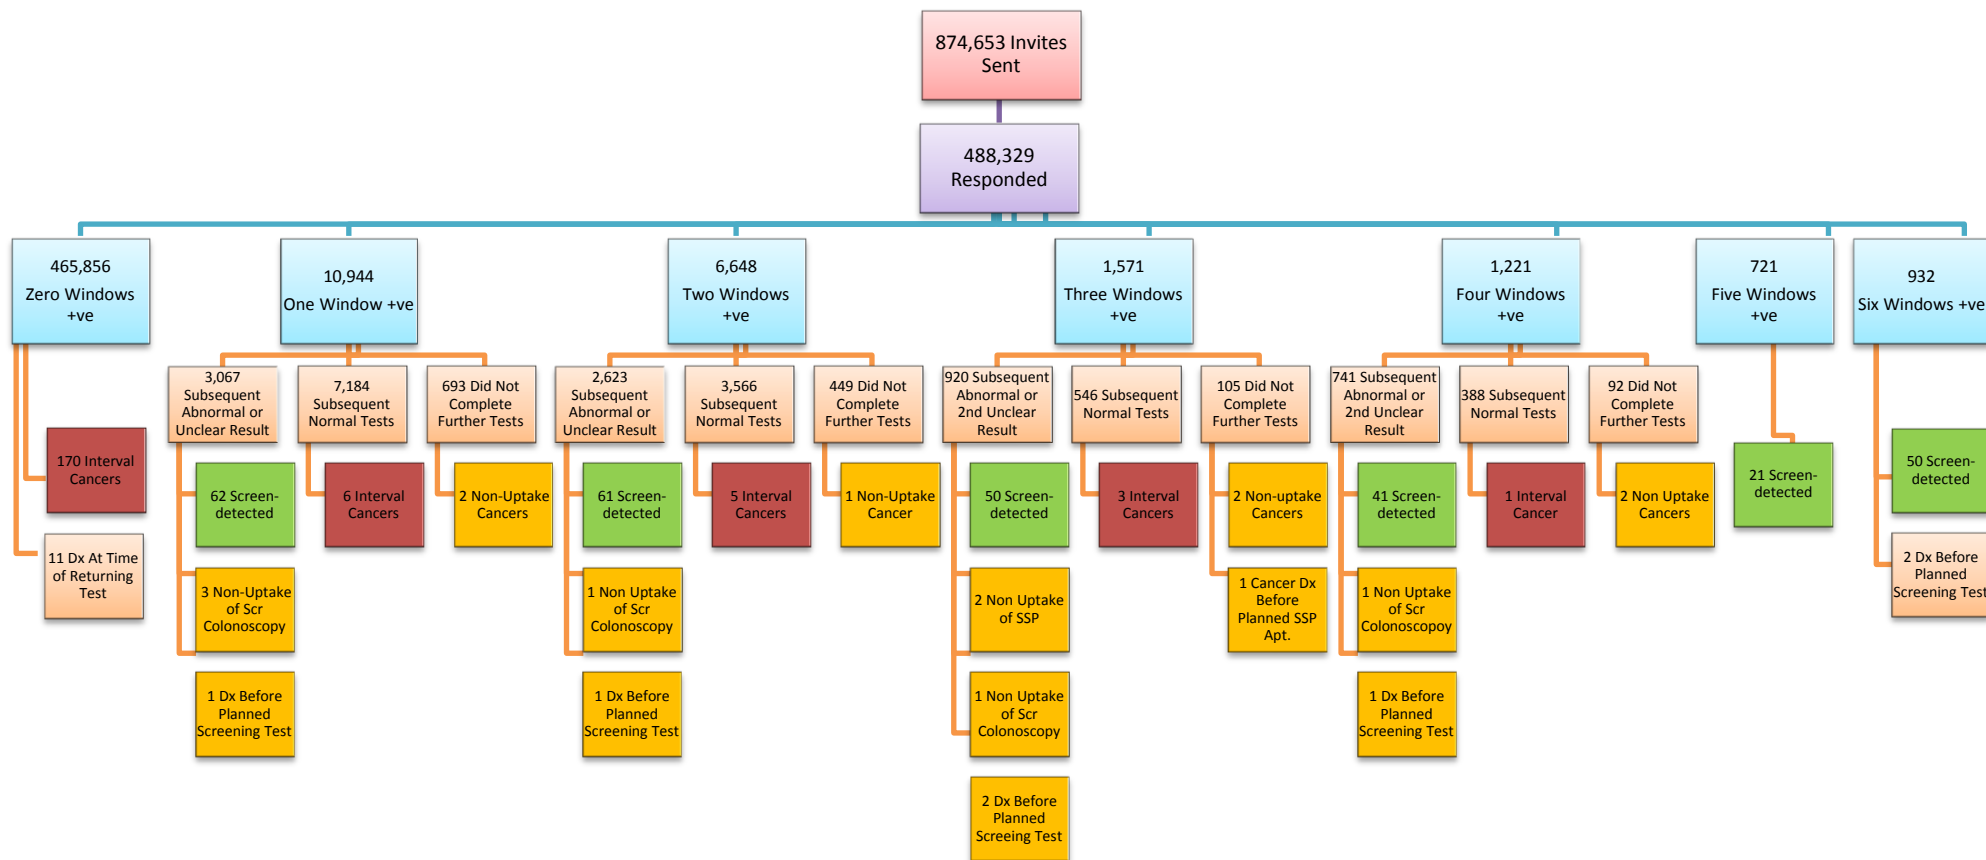 874,653 Invites
Sent
488,329
Responded
465,856
Zero Windows
+ve
10,944
One Window +ve
6,648
Two Windows
+ve
1,571
Three Windows
+ve
1,221
Four Windows
+ve
721
Five Windows
+ve
932
Six Windows +ve
3,067
Subsequent
Abnormal or
Unclear Result
7,184
Subsequent
Normal Tests
693 Did Not
Complete
Further Tests
2,623
Subsequent
Abnormal or
Unclear Result
3,566
Subsequent
Normal Tests
449 Did Not
Complete
Further Tests
920 Subsequent
Abnormal or
2nd Unclear
Result
546 Subsequent
Normal Tests
105 Did Not
Complete
Further Tests
741 Subsequent
Abnormal or
2nd Unclear
Result
388 Subsequent
Normal Tests
92 Did Not
Complete
Further Tests
170 Interval
Cancers
62 Screen-
detected
6 Interval
Cancers
2 Non-Uptake
Cancers
61 Screen-
detected
5 Interval
Cancers
1 Non-Uptake
Cancer
50 Screen-
detected
3 Interval
Cancers
2 Non-uptake
Cancers
41 Screen-
detected
1 Interval
Cancer
2 Non Uptake
Cancers
21 Screen-
detected
50 Screen-
detected
11 Dx At Time
of Returning
Test
3 Non-Uptake
of Scr
Colonoscopy
1 Non Uptake
of Scr
Colonoscopy
2 Non Uptake
of SSP
1 Cancer Dx
Before
Planned SSP
Apt.
1 Non Uptake
of Scr
Colonocopoy
2 Dx Before
Planned
Screening Test
1 Dx Before
Planned
Screening Test
1 Dx Before
Planned
Screening Test
1 Non Uptake
of Scr
Colonoscopy
1 Dx Before
Planned
Screening Test
2 Dx Before
Planned
Screeing Test